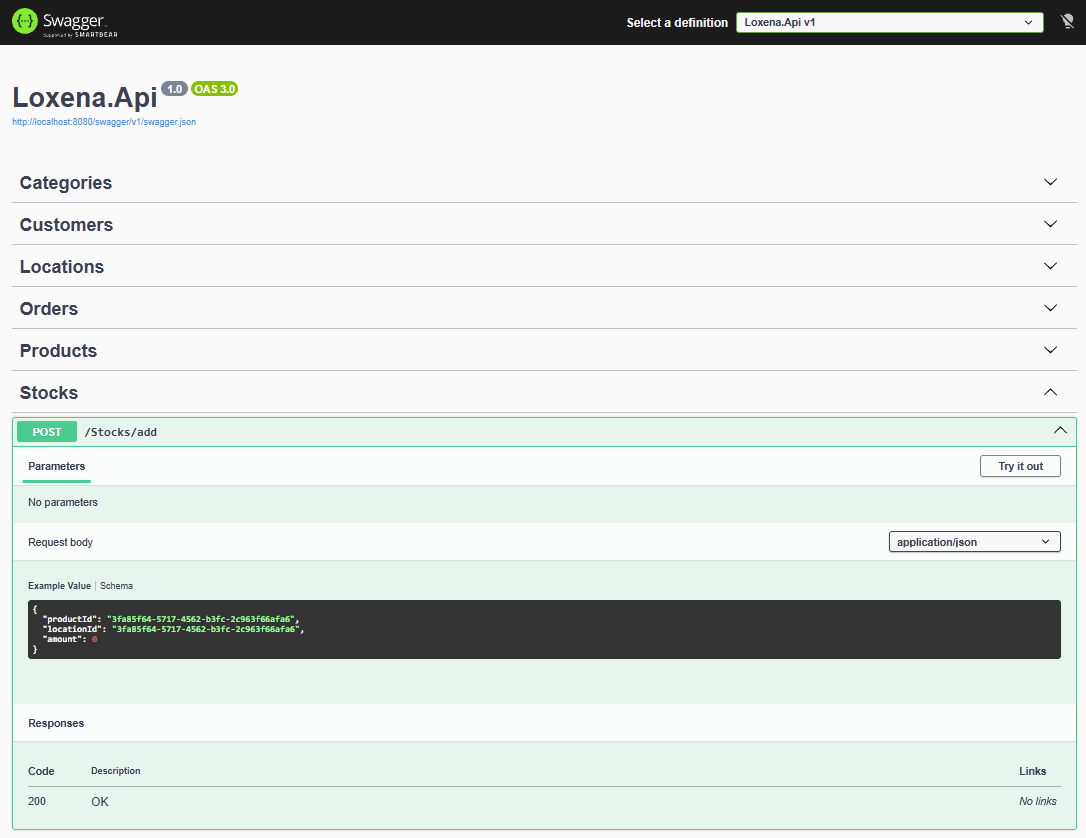 Swagger
Supported by SMARTBEAR
Select a definition
Loxena.Api v1
Loxena.Api 1.0 OAS 3.0
http://localhost:8080/swagger/v1/swagger.json
Categories
Customers
Locations
Orders
Products
Stocks
POST /Stocks/add
Parameters
Try it out
No parameters
Request body
application/json
Example Value | Schema
{
  "productId": "3fa85f64-5717-4562-b3fc-2c963f66afa6",
  "locationId": "3fa85f64-5717-4562-b3fc-2c963f66afa6",
  "amount": 0
}
Responses
Code Description Links
200 OK No links